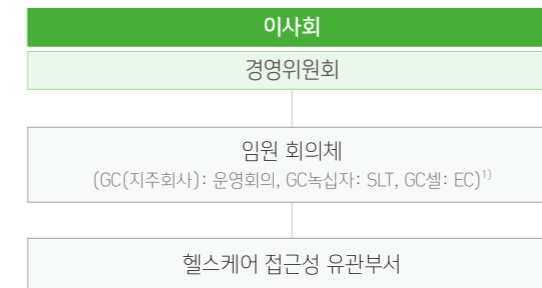 이사회
경영위원회
임원 회의체
(GC(지주회사): 운영회의, GC녹십자: SLT, GC셀: EC)¹⁾
헬스케어 접근성 유관부서